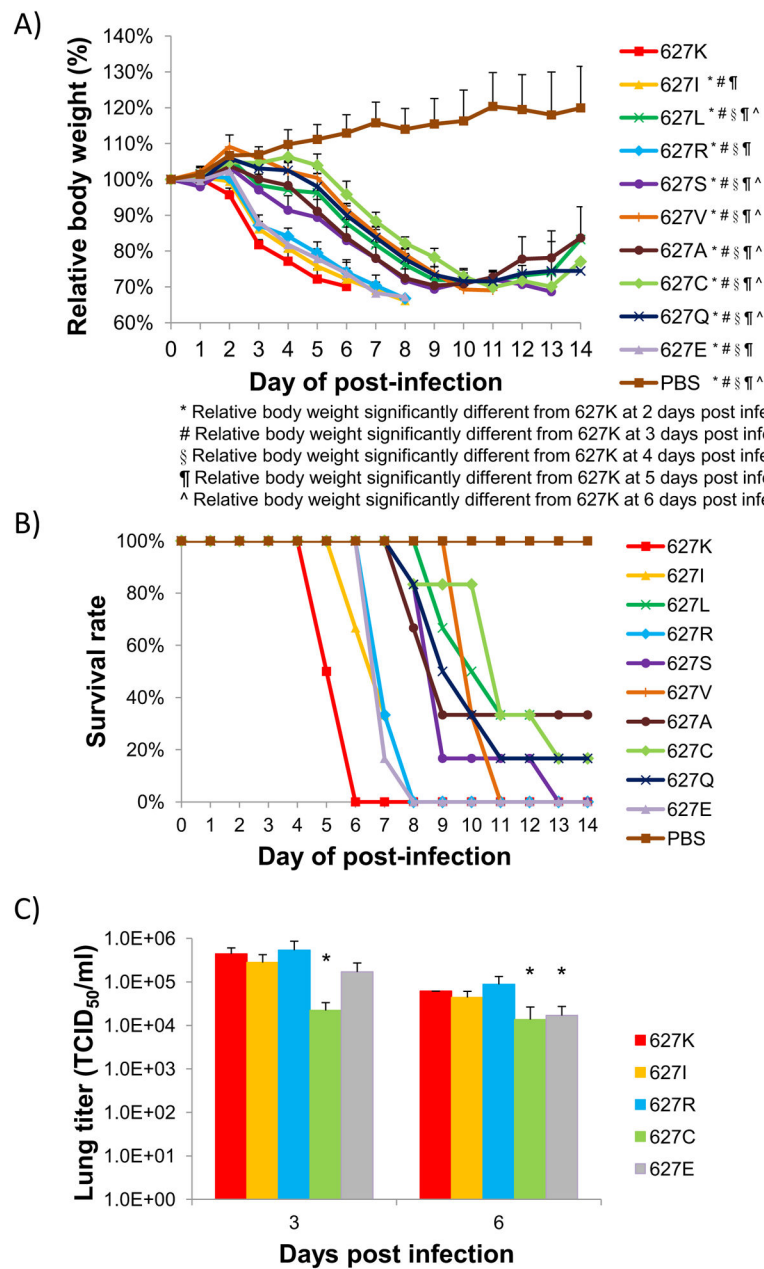 A)
Relative body weight (%)
140%
130%
120%
110%
100%
90%
80%
70%
60%
0 1 2 3 4 5 6 7 8 9 10 11 12 13 14
Day of post-infection
627K
627I * # ¶
627L * # § ¶ ^
627R * # § ¶
627S * # § ¶ ^
627V * # § ¶ ^
627A * # § ¶ ^
627C * # § ¶ ^
627Q * # § ¶ ^
627E * # § ¶
PBS * # § ¶ ^
* Relative body weight significantly different from 627K at 2 days post infe
# Relative body weight significantly different from 627K at 3 days post infe
§ Relative body weight significantly different from 627K at 4 days post infe
¶ Relative body weight significantly different from 627K at 5 days post infe
^ Relative body weight significantly different from 627K at 6 days post infe
B)
Survival rate
100%
80%
60%
40%
20%
0%
0 1 2 3 4 5 6 7 8 9 10 11 12 13 14
Day of post-infection
627K
627I
627L
627R
627S
627V
627A
627C
627Q
627E
PBS
C)
Lung titer (TCID50/ml)
1.0E+06
1.0E+05
1.0E+04
1.0E+03
1.0E+02
1.0E+01
1.0E+00
* * *
3 6
Days post infection
627K
627I
627R
627C
627E